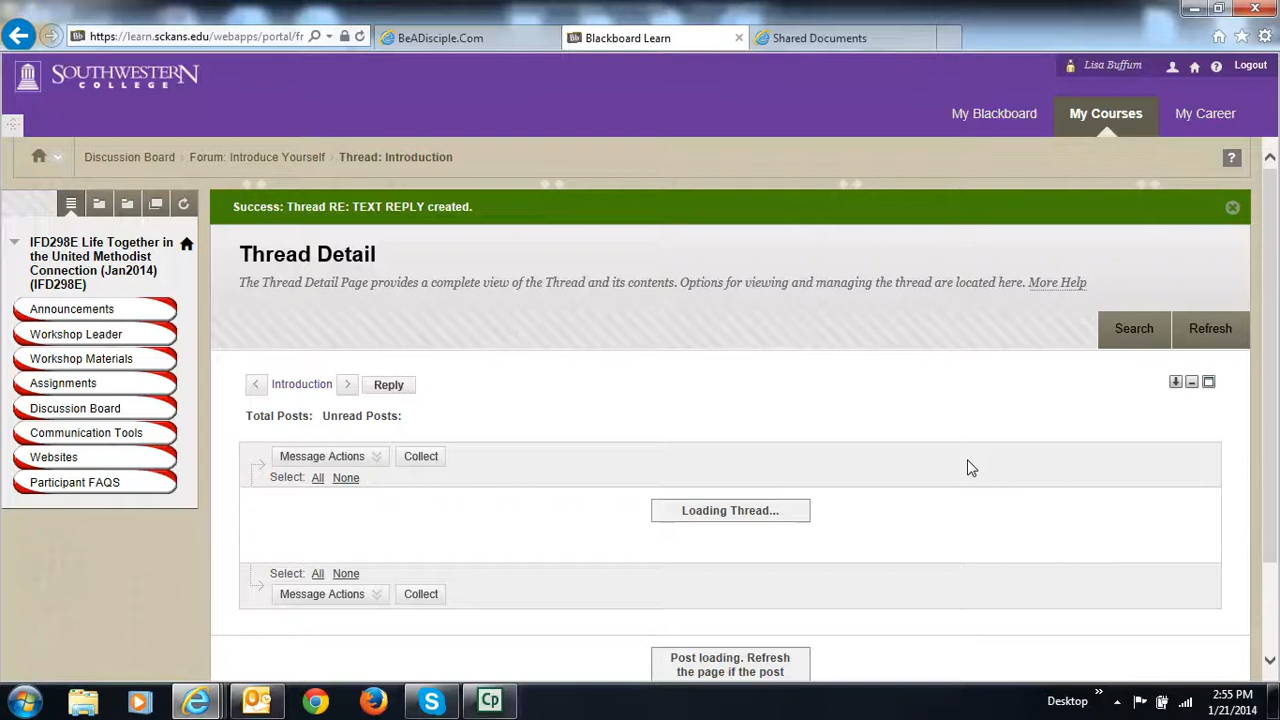 https://learn.sckans.edu/webapps/portal/fr
BeADisciple.Com
Blackboard Learn
Shared Documents
SOUTHWESTERN
COLLEGE
Lisa Buffum
Logout
My Blackboard
My Courses
My Career
Discussion Board
Forum: Introduce Yourself
Thread: Introduction
?
Success: Thread RE: TEXT REPLY created.
IFD298E Life Together in
the United Methodist
Connection (Jan2014)
(IFD298E)
Announcements
Workshop Leader
Workshop Materials
Assignments
Discussion Board
Communication Tools
Websites
Participant FAQS
Thread Detail
The Thread Detail Page provides a complete view of the Thread and its contents. Options for viewing and managing the thread are located here. More Help
Search
Refresh
Introduction
Reply
Total Posts:
Unread Posts:
Message Actions
Collect
Select: All None
Loading Thread...
Select: All None
Message Actions
Collect
Post loading. Refresh
the page if the post
Cp
Desktop
2:55 PM
1/21/2014